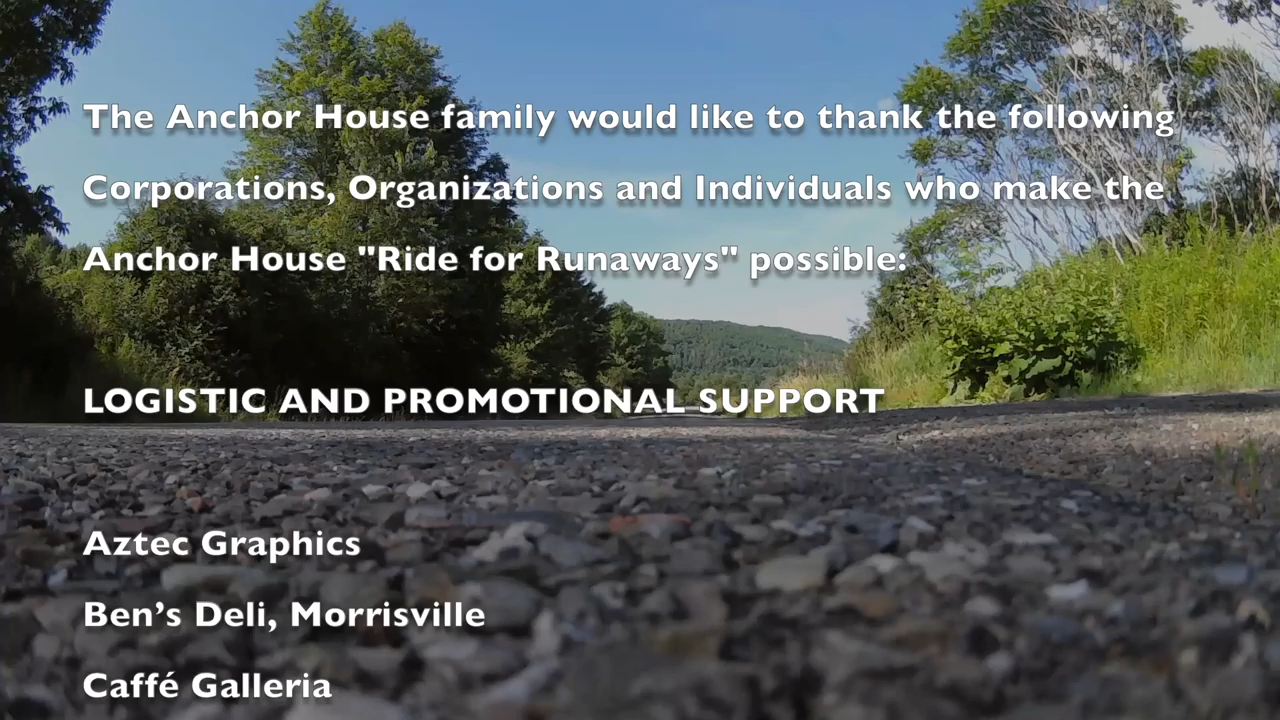 The Anchor House family would like to thank the following
Corporations, Organizations and Individuals who make the
Anchor House "Ride for Runaways" possible:
LOGISTIC AND PROMOTIONAL SUPPORT
Aztec Graphics
Ben’s Deli, Morrisville
Caffé Galleria